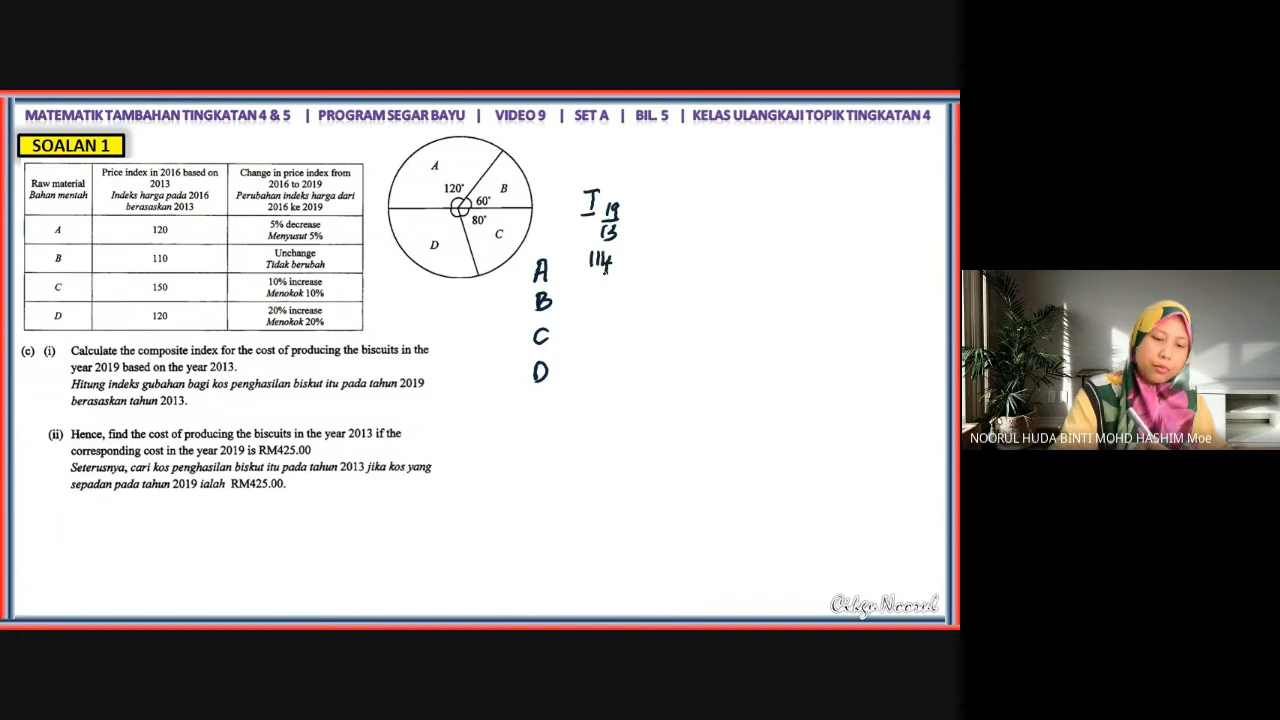 MATEMATIK TAMBAHAN TINGKATAN 4 & 5 | PROGRAM SEGAR BAYU | VIDEO 9 | SET A | BIL. 5 | KELAS ULANGKAJI TOPIK TINGKATAN 4
SOALAN 1
Raw material
Bahan mentah
Price index in 2016 based on
2013
Indeks harga pada 2016
berasaskan 2013
Change in price index from
2016 to 2019
Perubahan indeks harga dari
2016 ke 2019
A
120
5% decrease
Menyusut 5%
B
110
Unchange
Tidak berubah
C
150
10% increase
Menokok 10%
D
120
20% increase
Menokok 20%
A
120°
B
60°
80°
C
D
I 19
13
A 114
B
C
D
(c) (i) Calculate the composite index for the cost of producing the biscuits in the
year 2019 based on the year 2013.
Hitung indeks gubahan bagi kos penghasilan biskut itu pada tahun 2019
berasaskan tahun 2013.
(ii) Hence, find the cost of producing the biscuits in the year 2013 if the
corresponding cost in the year 2019 is RM425.00
Seterusnya, cari kos penghasilan biskut itu pada tahun 2013 jika kos yang
sepadan pada tahun 2019 ialah RM425.00.
Cikgu Noorul
NOORUL HUDA BINTI MOHD HASHIM Moe